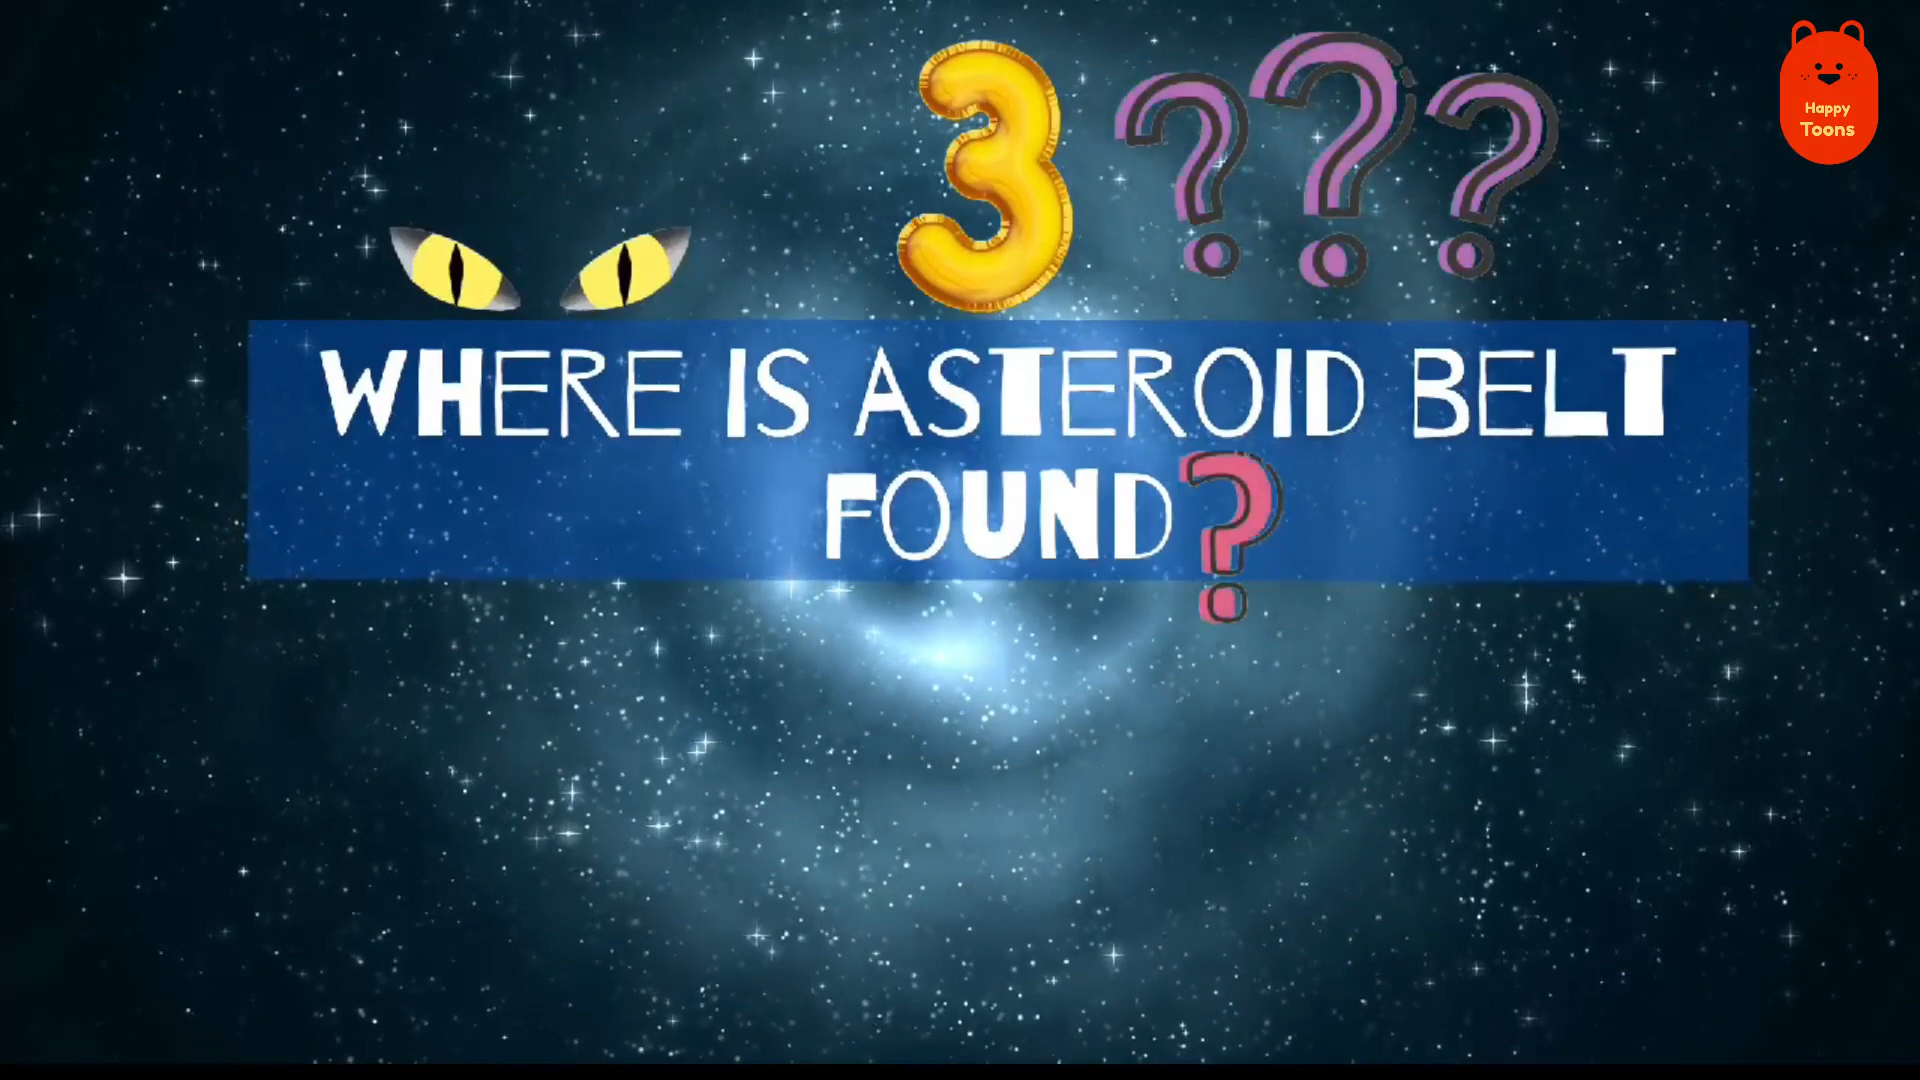 3 ???
Happy
Toons
WHERE IS ASTEROID BELT
FOUND?